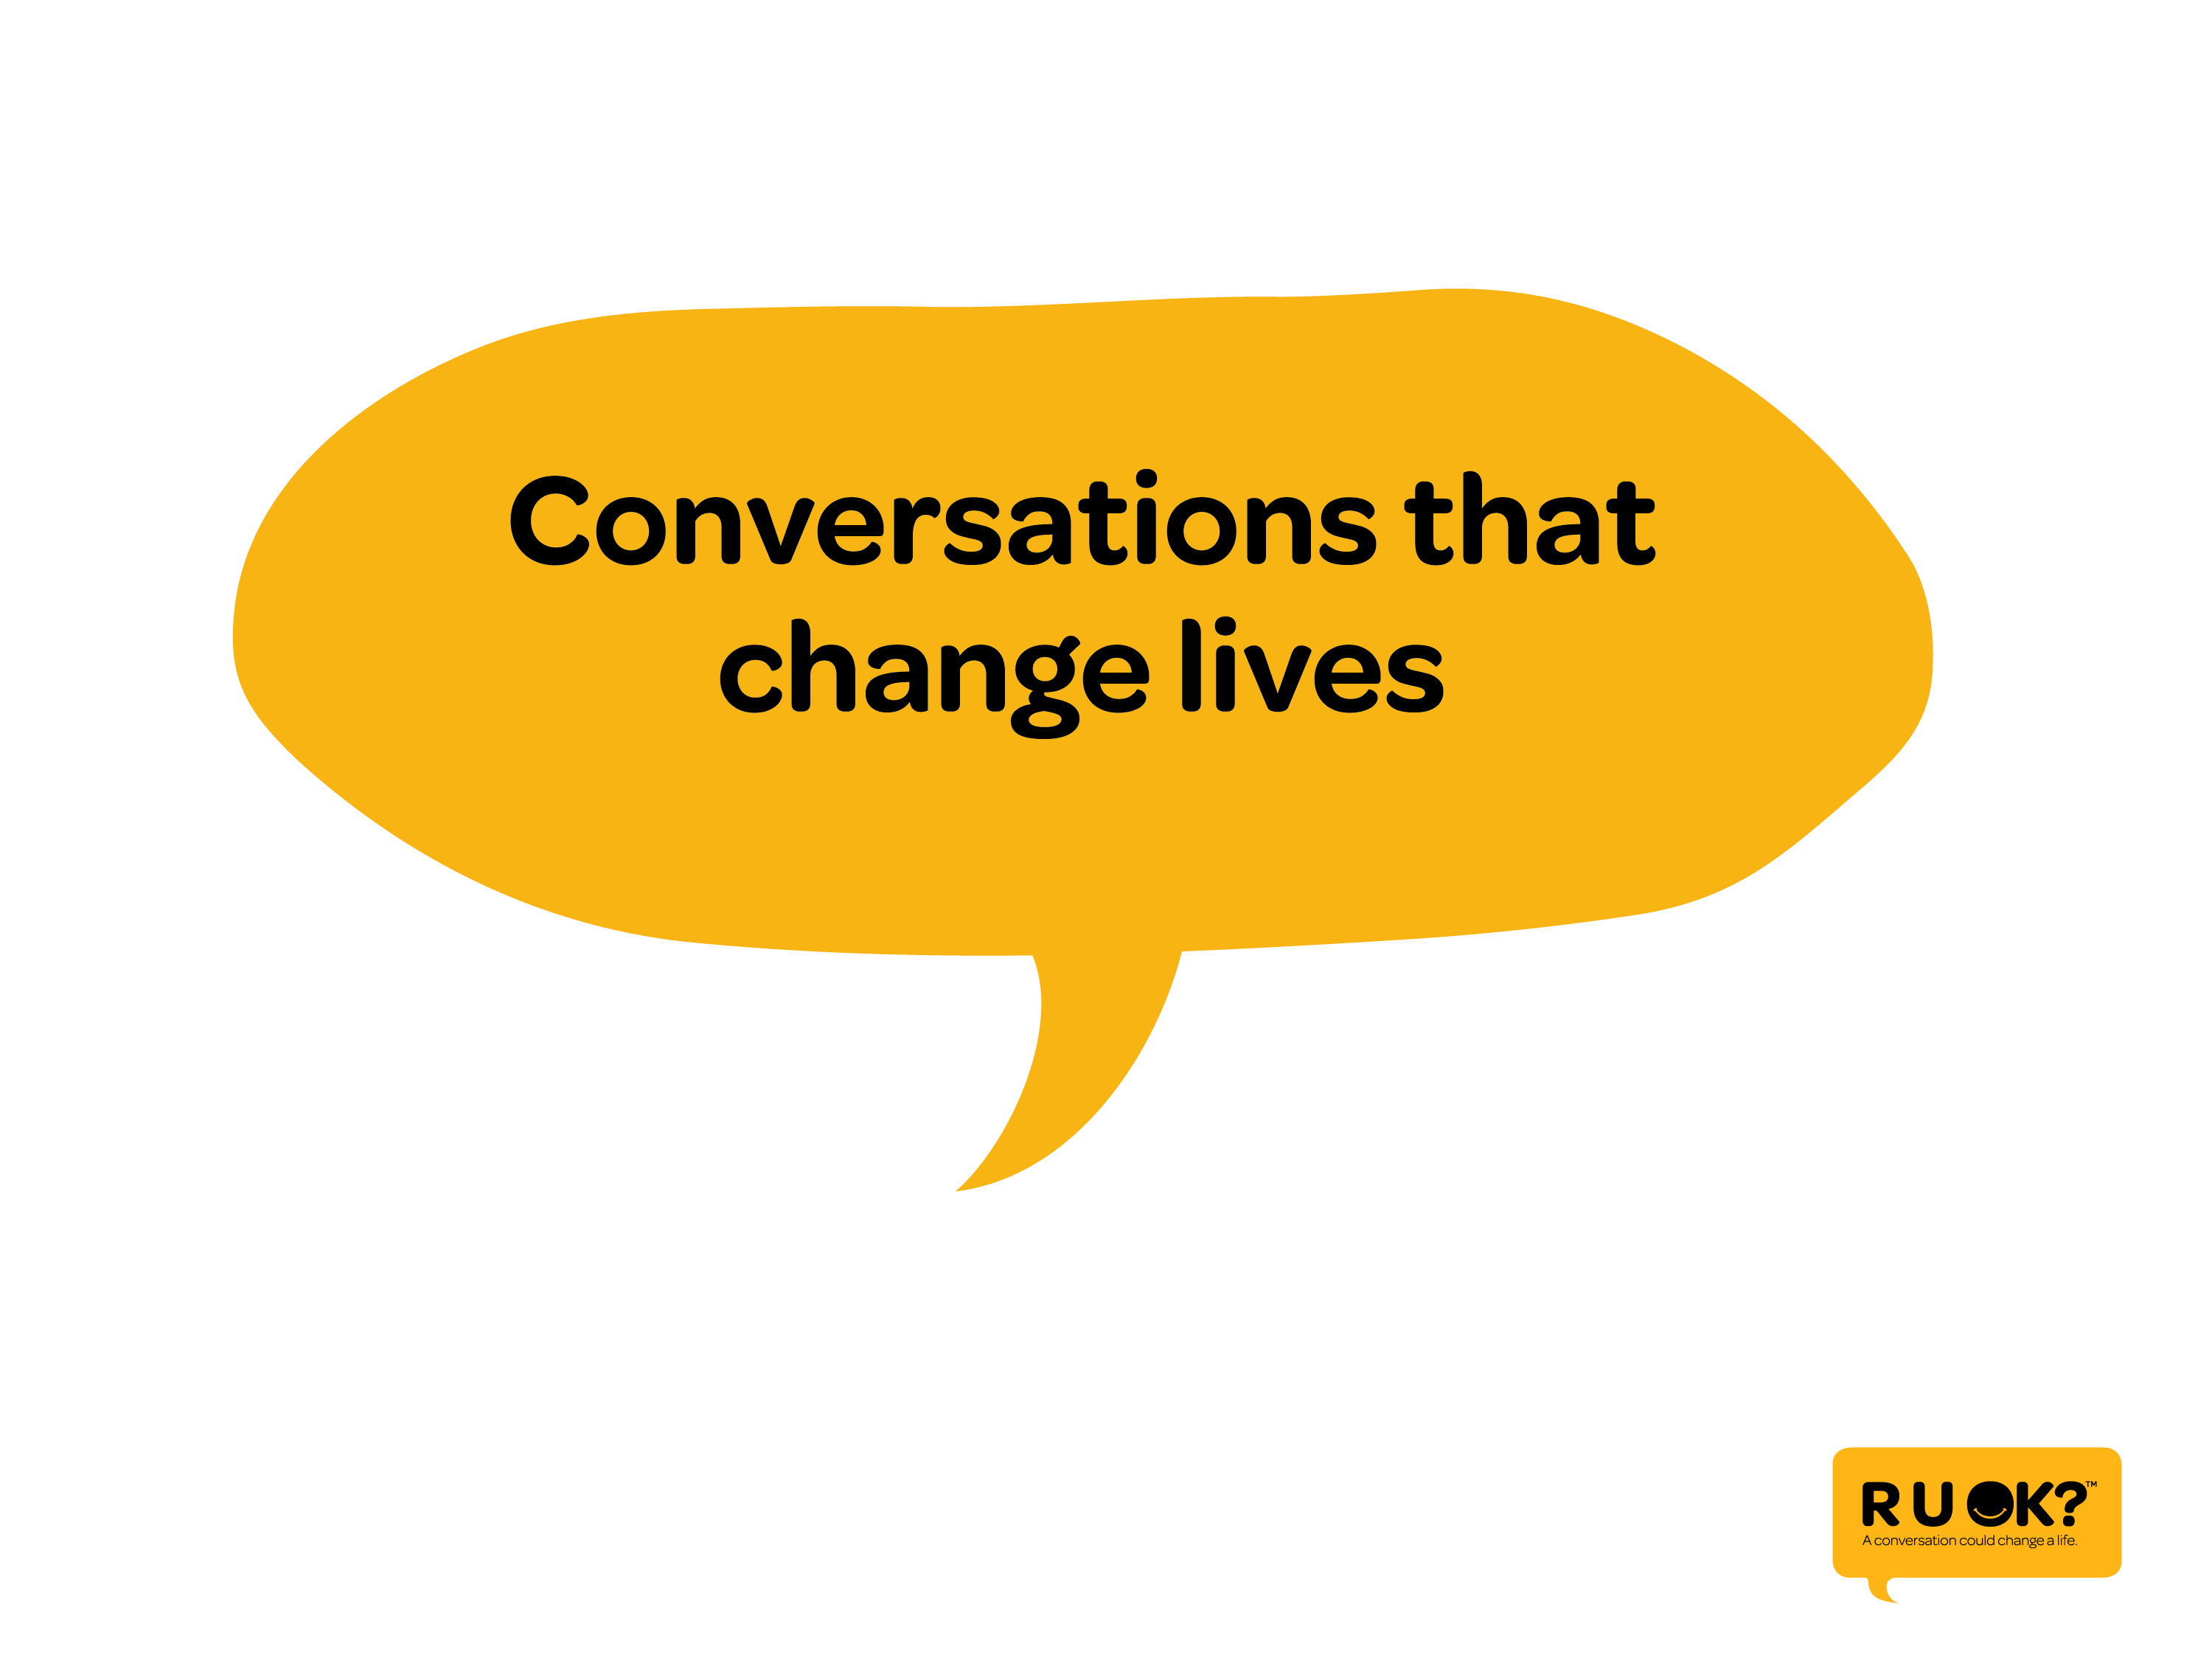 Conversations that
change lives
R U OK?™
A conversation could change a life.